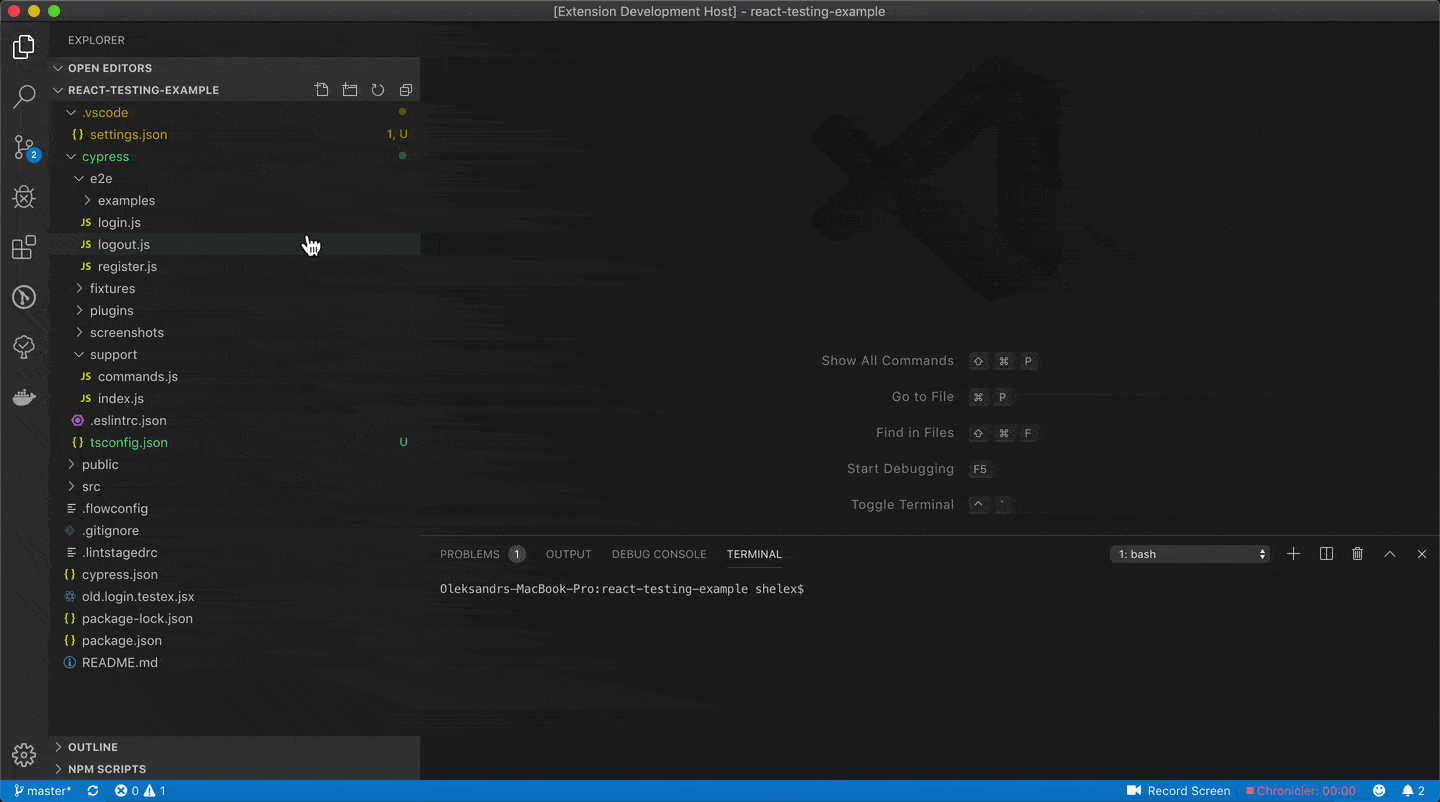 [Extension Development Host] - react-testing-example
EXPLORER
OPEN EDITORS
REACT-TESTING-EXAMPLE
.vscode
{} settings.json 1, U
cypress
e2e
examples
JS login.js
JS logout.js
JS register.js
fixtures
plugins
screenshots
support
JS commands.js
JS index.js
.eslintrc.json
{} tsconfig.json U
public
src
.flowconfig
.gitignore
.lintstagedrc
{} cypress.json
old.login.testex.jsx
{} package-lock.json
{} package.json
README.md
OUTLINE
NPM SCRIPTS
2
Show All Commands ⇧ ⌘ P
Go to File ⌘ P
Find in Files ⇧ ⌘ F
Start Debugging F5
Toggle Terminal ^ `
PROBLEMS 1 OUTPUT DEBUG CONSOLE TERMINAL 1: bash
Oleksandrs-MacBook-Pro:react-testing-example shelex$
master* 0 1 Record Screen Chronicler: 00:00 2